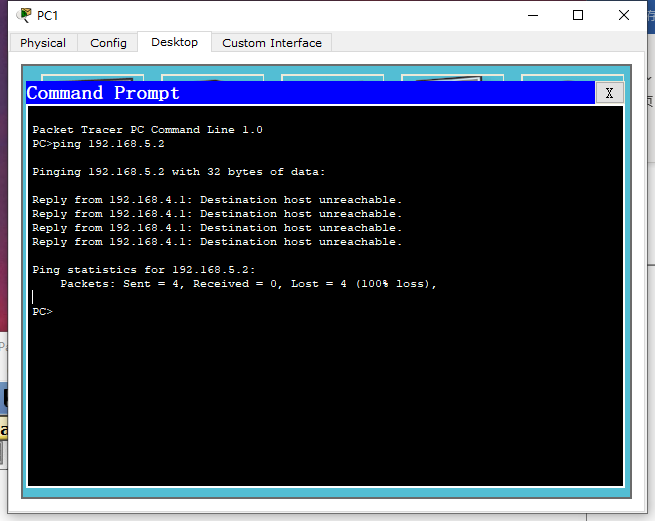 PC1
Physical Config Desktop Custom Interface
Command Prompt X
Packet Tracer PC Command Line 1.0
PC>ping 192.168.5.2
Pinging 192.168.5.2 with 32 bytes of data:
Reply from 192.168.4.1: Destination host unreachable.
Reply from 192.168.4.1: Destination host unreachable.
Reply from 192.168.4.1: Destination host unreachable.
Reply from 192.168.4.1: Destination host unreachable.
Ping statistics for 192.168.5.2:
Packets: Sent = 4, Received = 0, Lost = 4 (100% loss),
PC>